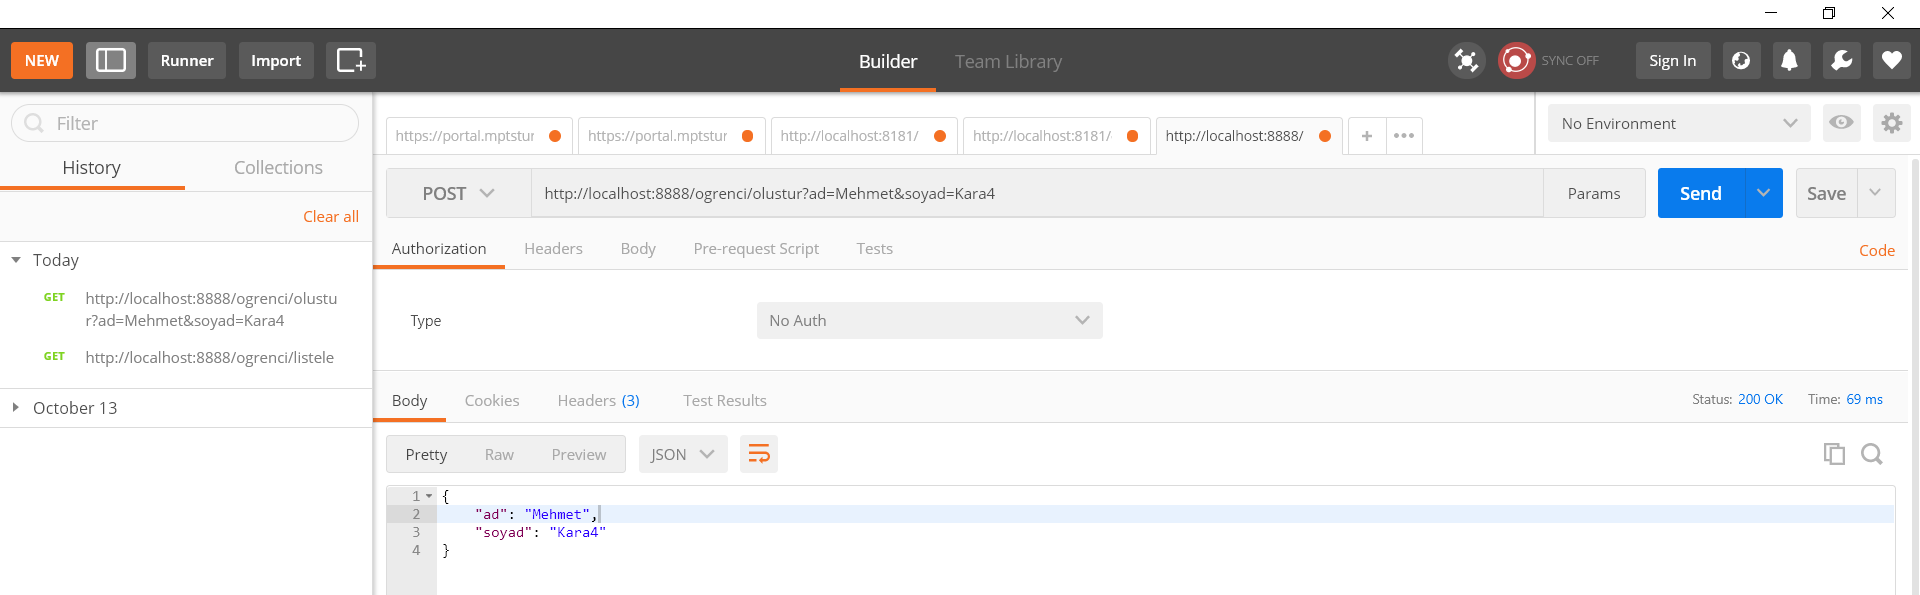 NEW Runner Import Builder Team Library SYNC OFF Sign In
Filter
History Collections
Clear all
Today
GET http://localhost:8888/ogrenci/olustu
r?ad=Mehmet&soyad=Kara4
GET http://localhost:8888/ogrenci/listele
October 13
https://portal.mptstur https://portal.mptstur http://localhost:8181/ http://localhost:8181/ http://localhost:8888/ + ••• No Environment
POST http://localhost:8888/ogrenci/olustur?ad=Mehmet&soyad=Kara4 Params Send Save
Authorization Headers Body Pre-request Script Tests Code
Type No Auth
Body Cookies Headers (3) Test Results Status: 200 OK Time: 69 ms
Pretty Raw Preview JSON
1 {
2 "ad": "Mehmet",
3 "soyad": "Kara4"
4 }